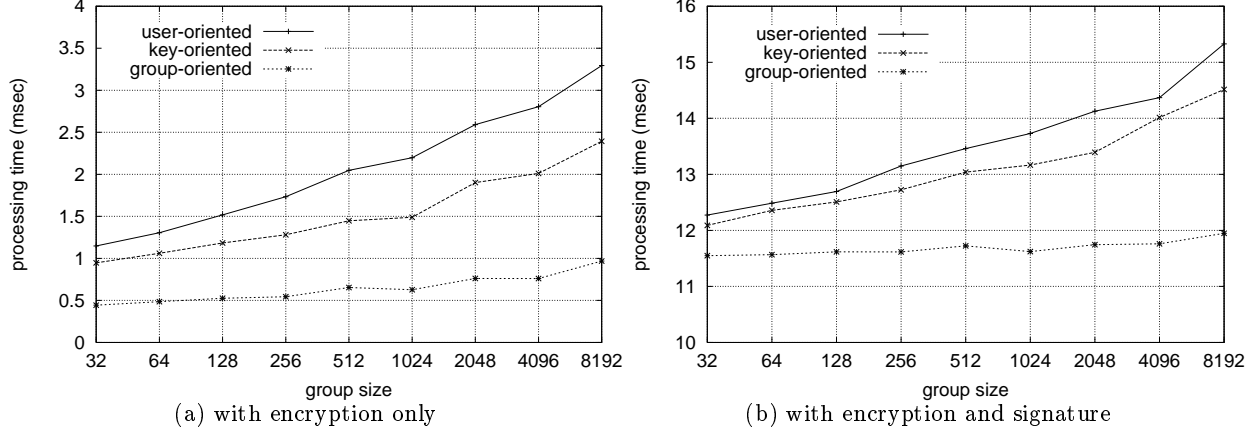 4
3.5
3
2.5
2
1.5
1
0.5
0
processing time (msec)
user-oriented
key-oriented
group-oriented
32 64 128 256 512 1024 2048 4096 8192
group size
(a) with encryption only
16
15
14
13
12
11
10
processing time (msec)
user-oriented
key-oriented
group-oriented
32 64 128 256 512 1024 2048 4096 8192
group size
(b) with encryption and signature